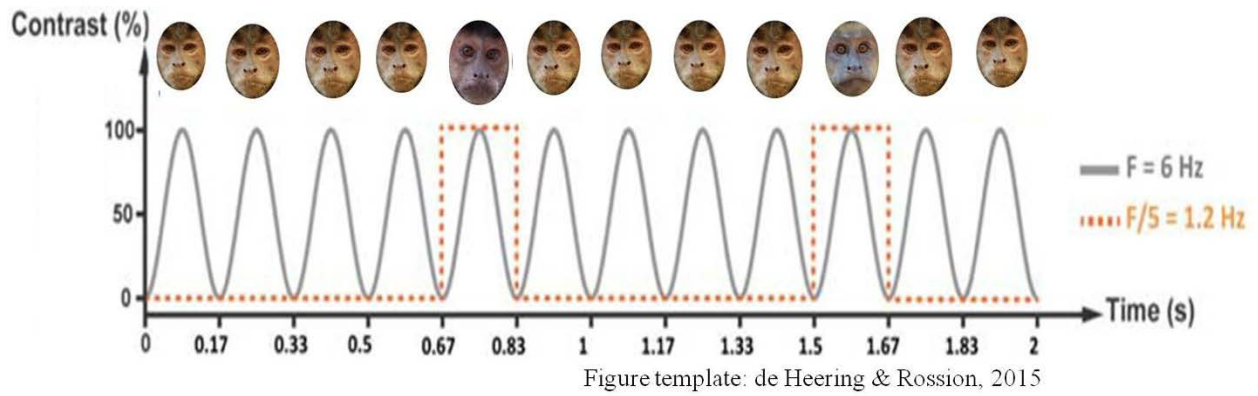 Contrast (%)
100
50
0
F = 6 Hz
F/5 = 1.2 Hz
Time (s)
0 0.17 0.33 0.5 0.67 0.83 1 1.17 1.33 1.5 1.67 1.83 2
Figure template: de Heering & Rossion, 2015